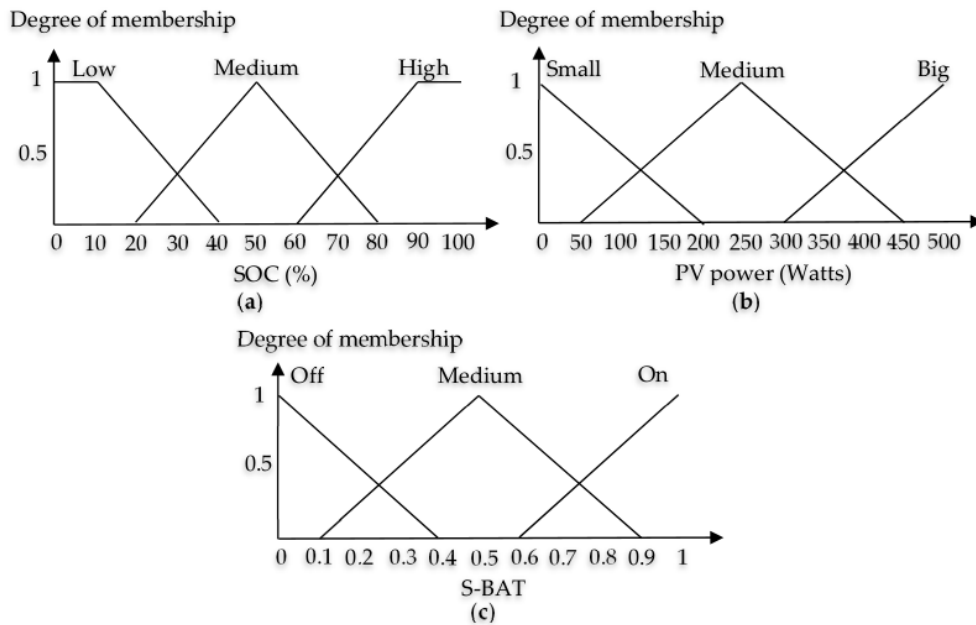 Degree of membership
Low Medium High
1
0.5
0 10 20 30 40 50 60 70 80 90 100
SOC (%)
(a)
Degree of membership
Small Medium Big
1
0.5
0 50 100 150 200 250 300 350 400 450 500
PV power (Watts)
(b)
Degree of membership
Off Medium On
1
0.5
0 0.1 0.2 0.3 0.4 0.5 0.6 0.7 0.8 0.9 1
S-BAT
(c)